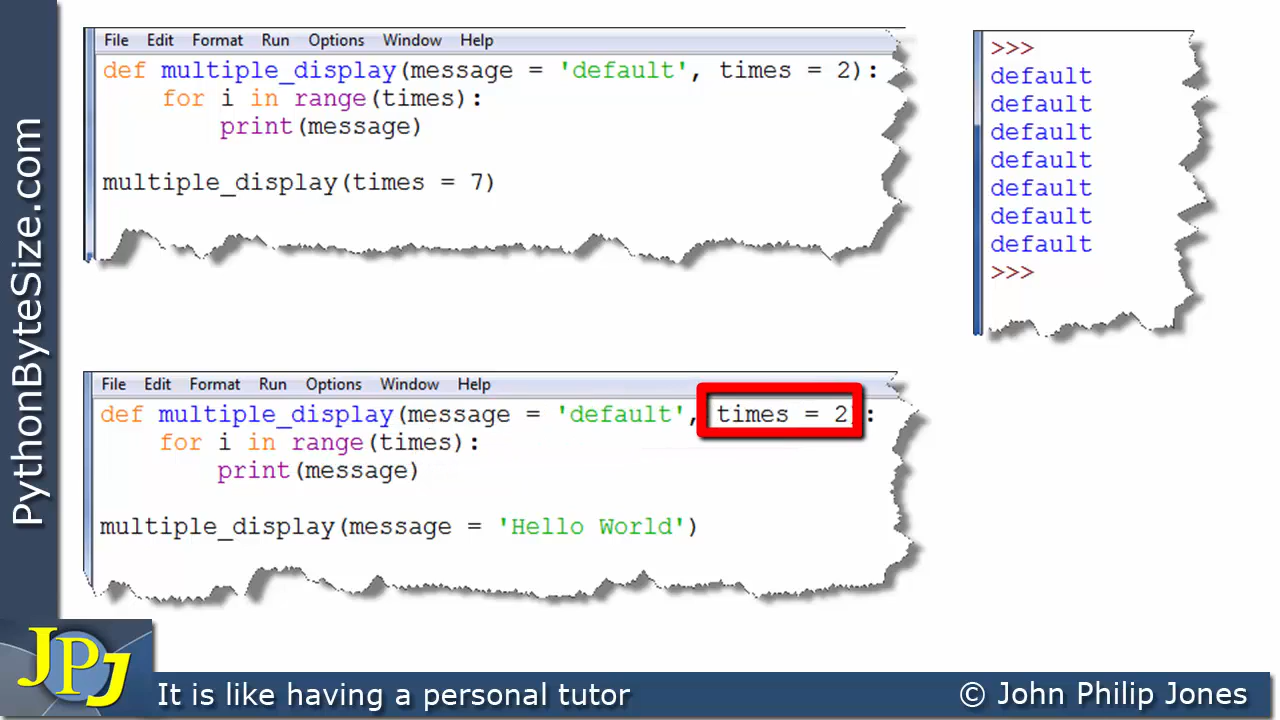 File Edit Format Run Options Window Help
def multiple_display(message = 'default', times = 2):
    for i in range(times):
        print(message)
multiple_display(times = 7)
>>>
default
default
default
default
default
default
default
>>>
File Edit Format Run Options Window Help
def multiple_display(message = 'default', times = 2):
    for i in range(times):
        print(message)
multiple_display(message = 'Hello World')
PythonByteSize.com
JPJ
It is like having a personal tutor
© John Philip Jones